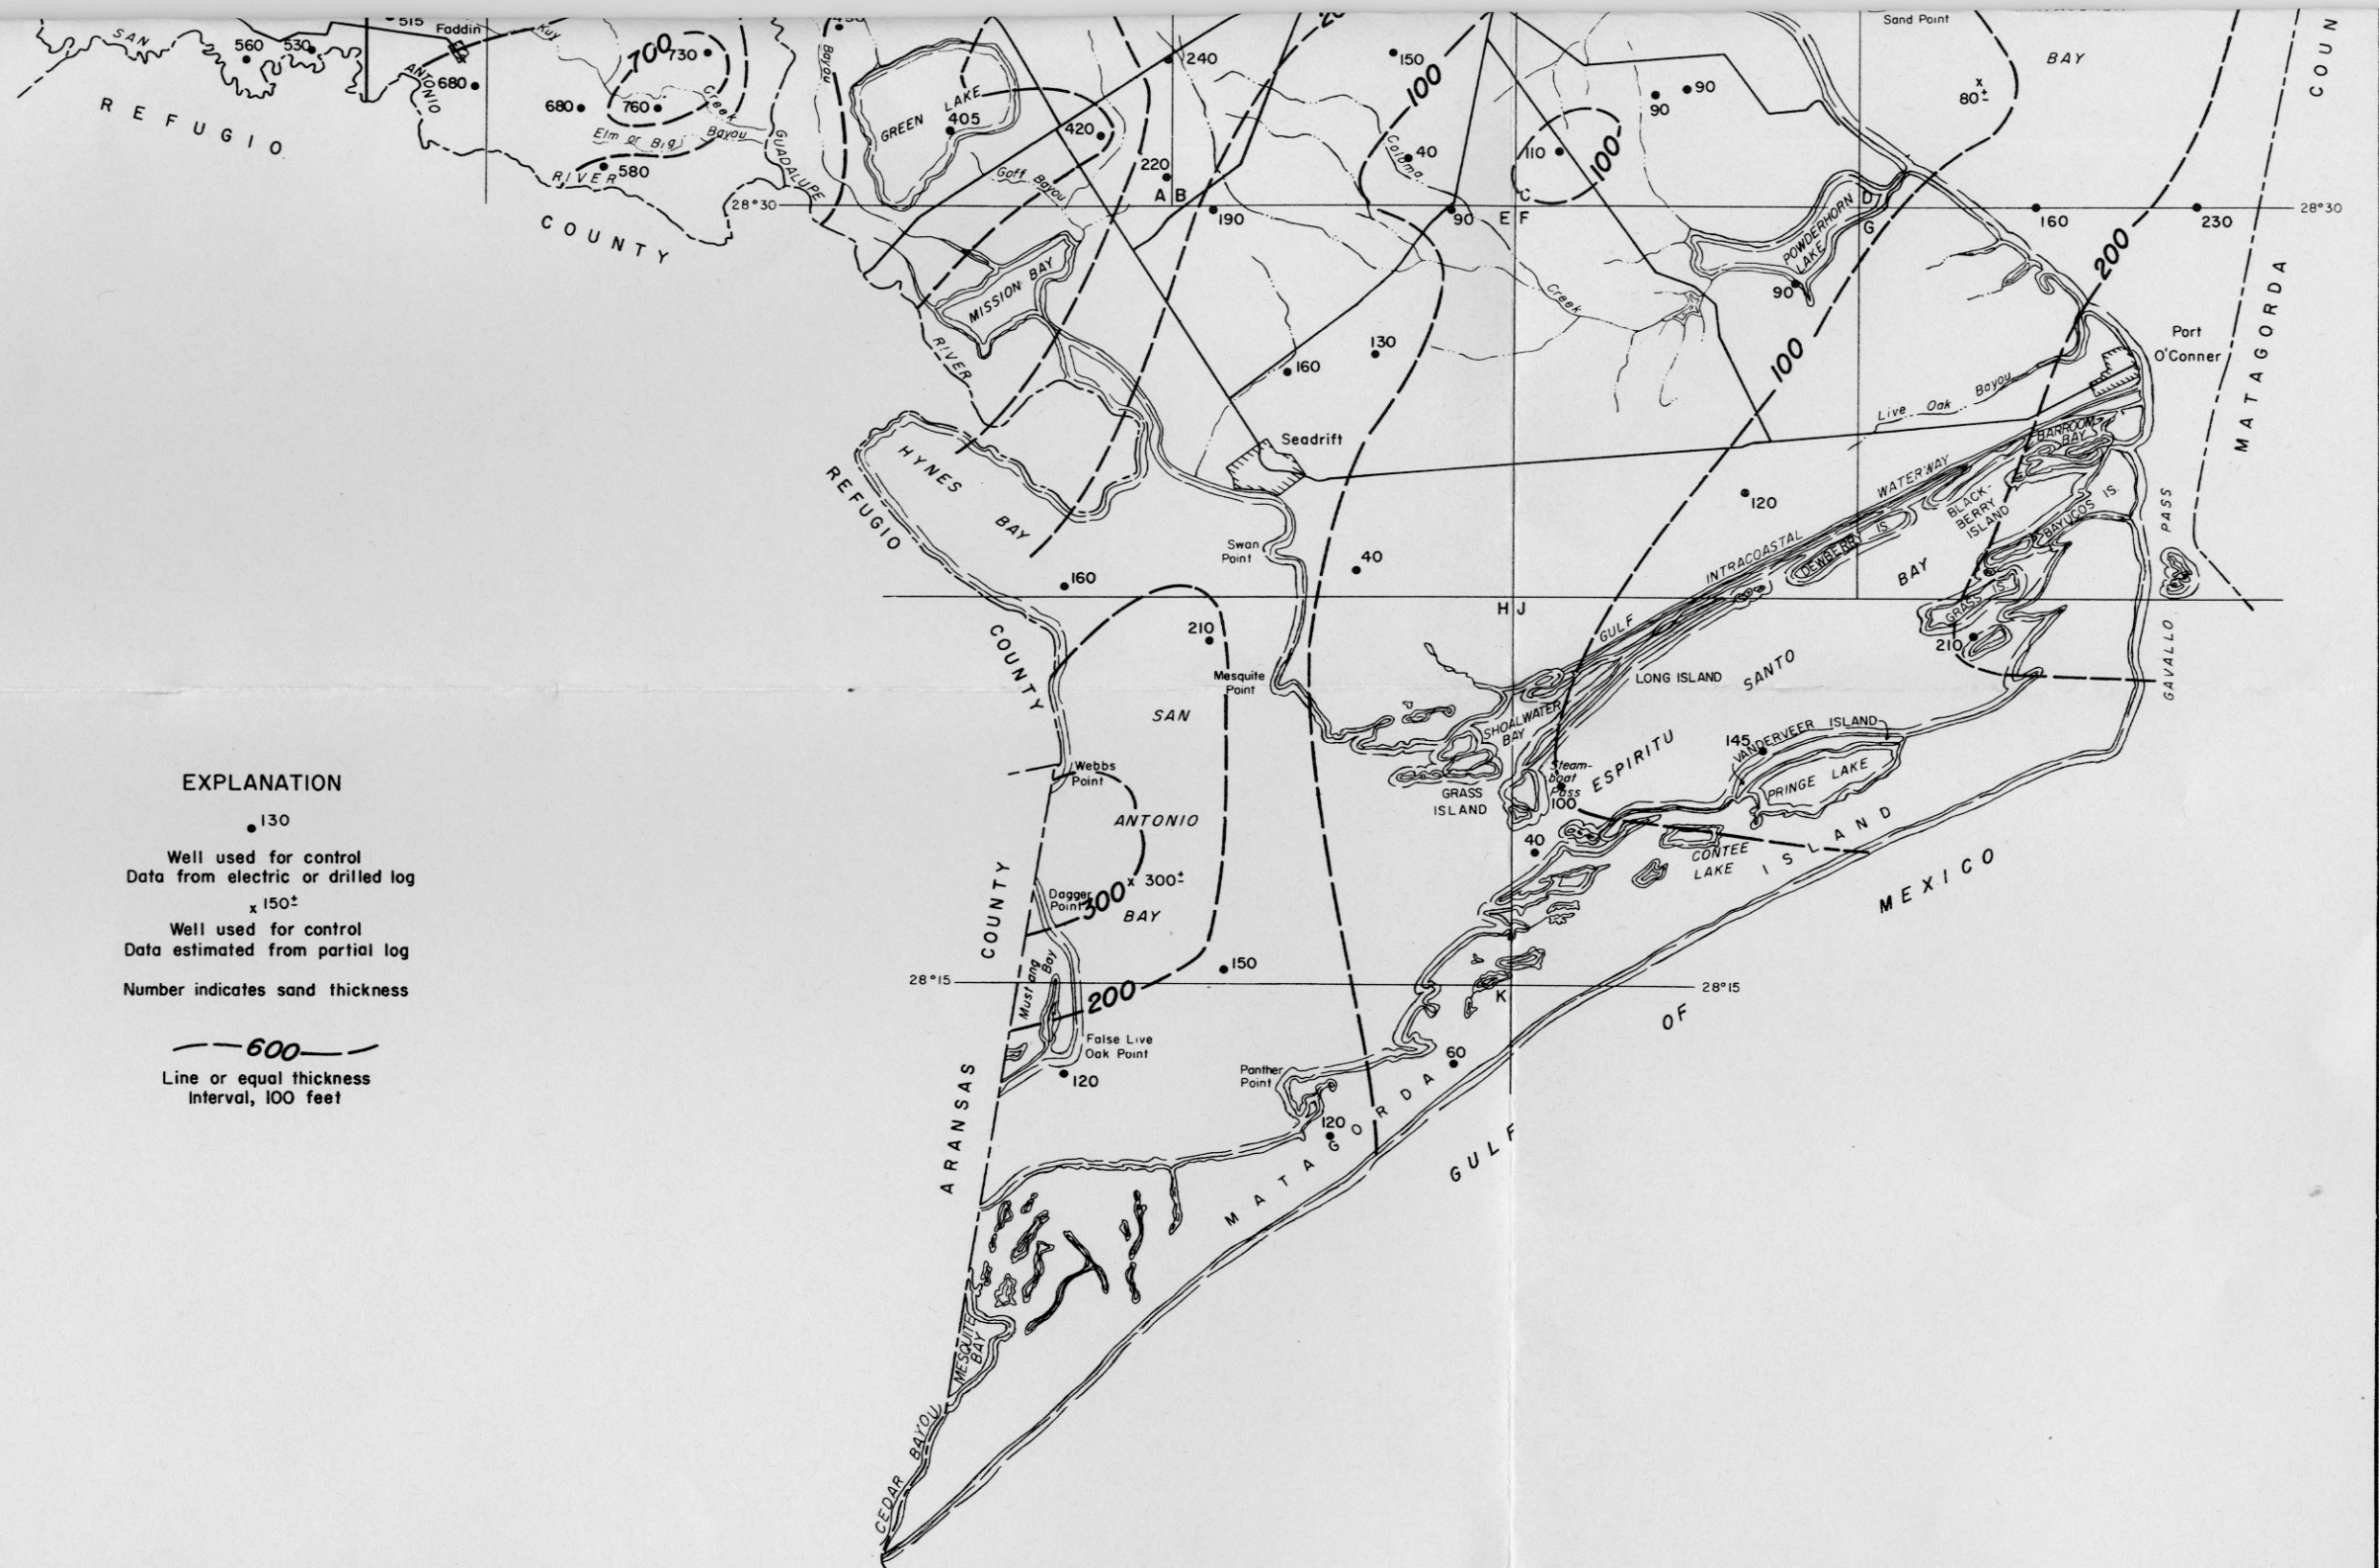 515
Faddin
Kuy
SAN
560
530
ANTONIO
680
700
730
680
760
Creek
Elm or Big Bayou
RIVER
580
REFUGIO
COUNTY
GUADALUPE
Bayou
GREEN LAKE
405
420
240
220
A B
Goff Bayou
28°30
190
150
100
40
Coloma
90
C
E F
110
100
90
90
Sand Point
BAY
80±
COUN
POWDERHORN
LAKE
D
G
90
160
200
230
28°30
MATAGORDA
MISSION BAY
RIVER
Creek
160
130
100
Port
O'Conner
Live Oak Bayou
BARROOM
BAY
Seadrift
HYNES
BAY
REFUGIO
COUNTY
Swan
Point
40
160
120
WATERWAY
INTRACOASTAL
GULF
DEWBERRY IS
BLACK-
BERRY
ISLAND
BAYUCOS IS.
PASS
GAVALLO
BAY
GRASS IS
210
H J
210
Mesquite
Point
SAN
ANTONIO
BAY
LONG ISLAND
SANTO
ESPIRITU
SHOALWATER
BAY
GRASS
ISLAND
Steam-
boat
Pass
100
145
VANDERVEER ISLAND
PRINGE LAKE
40
CONTEE
LAKE
ISLAND
MEXICO
OF
GULF
Webbs
Point
Dagger
Point
300
300±
COUNTY
Mustang
Bay
28°15
150
200
K
28°15
False Live
Oak Point
120
ARANSAS
Panther
Point
60
120
MATAGORDA
MESQUITE
BAY
CEDAR BAYOU
EXPLANATION
130
Well used for control
Data from electric or drilled log
x 150±
Well used for control
Data estimated from partial log
Number indicates sand thickness
600
Line or equal thickness
Interval, 100 feet